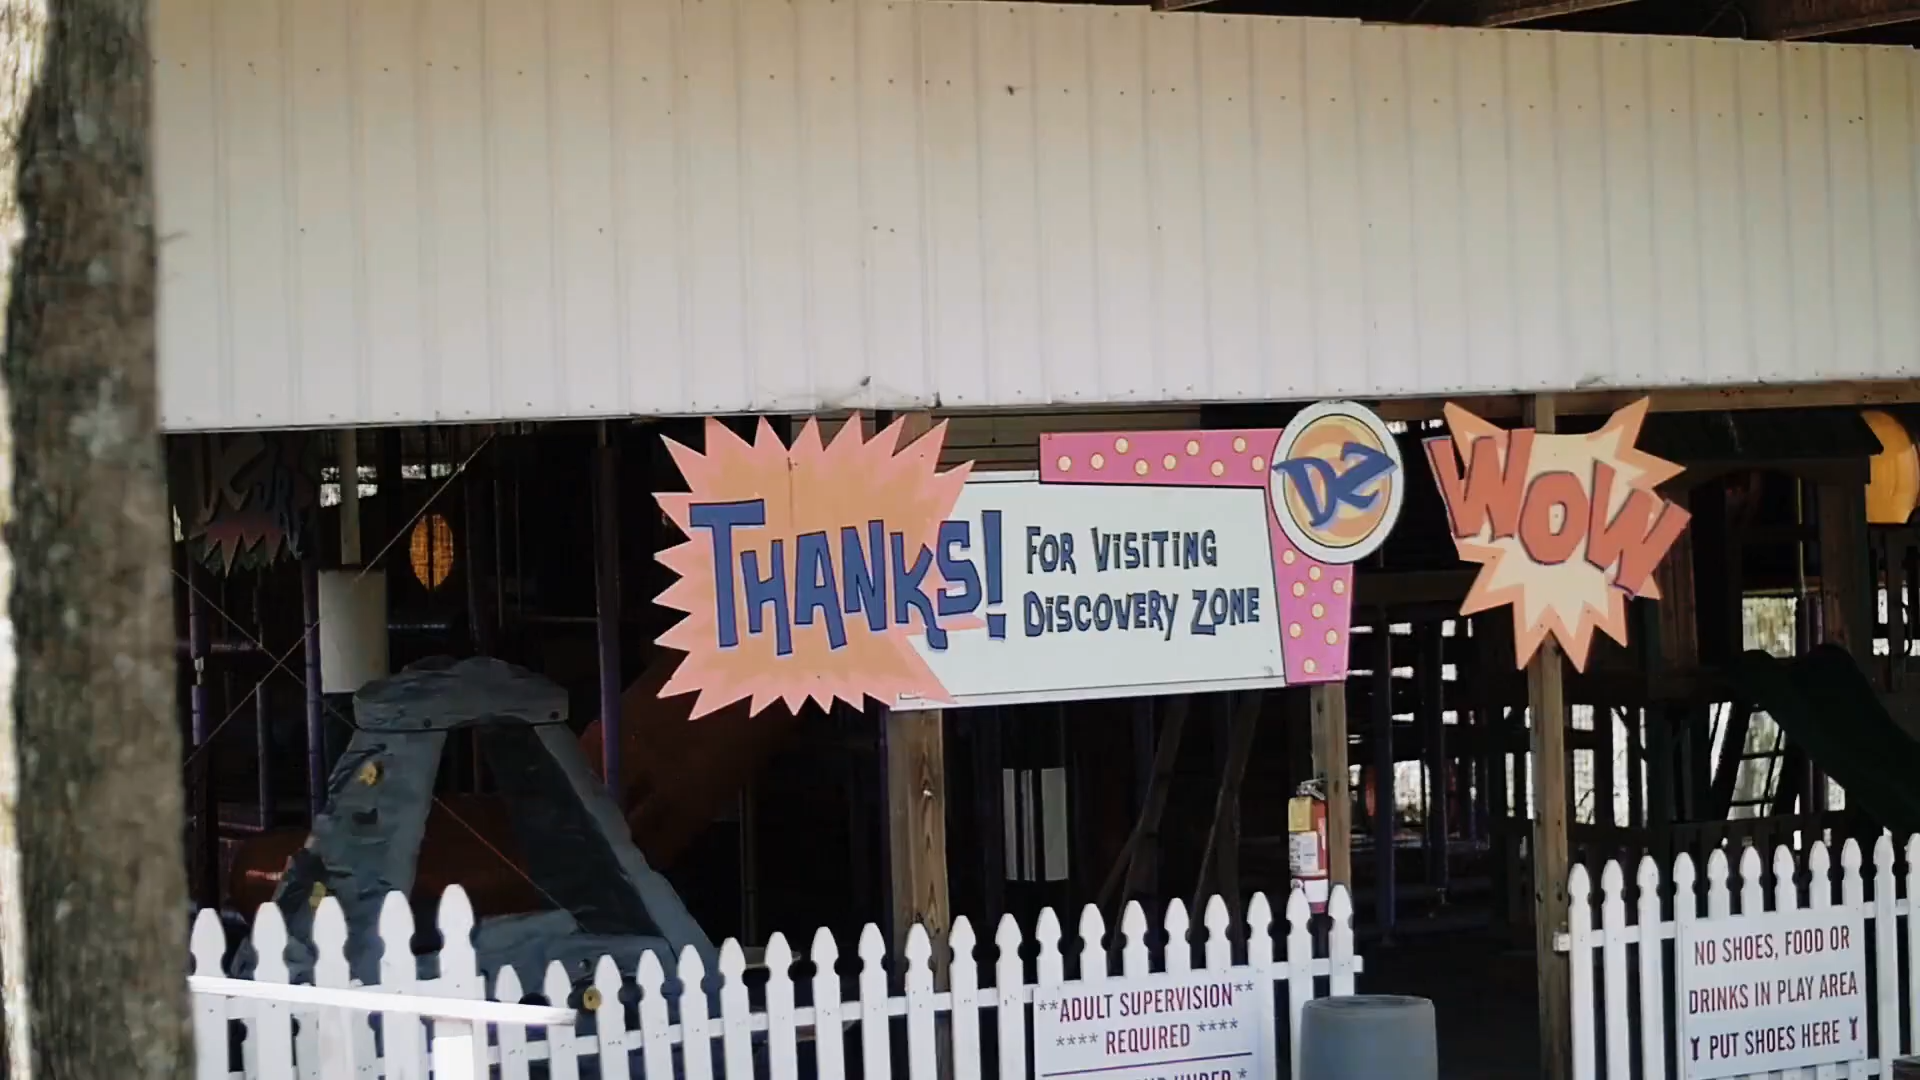 THANKS! FOR VISITING
DISCOVERY ZONE
DZ
WOW
**ADULT SUPERVISION**
**** REQUIRED ****
NO SHOES, FOOD OR
DRINKS IN PLAY AREA
PUT SHOES HERE